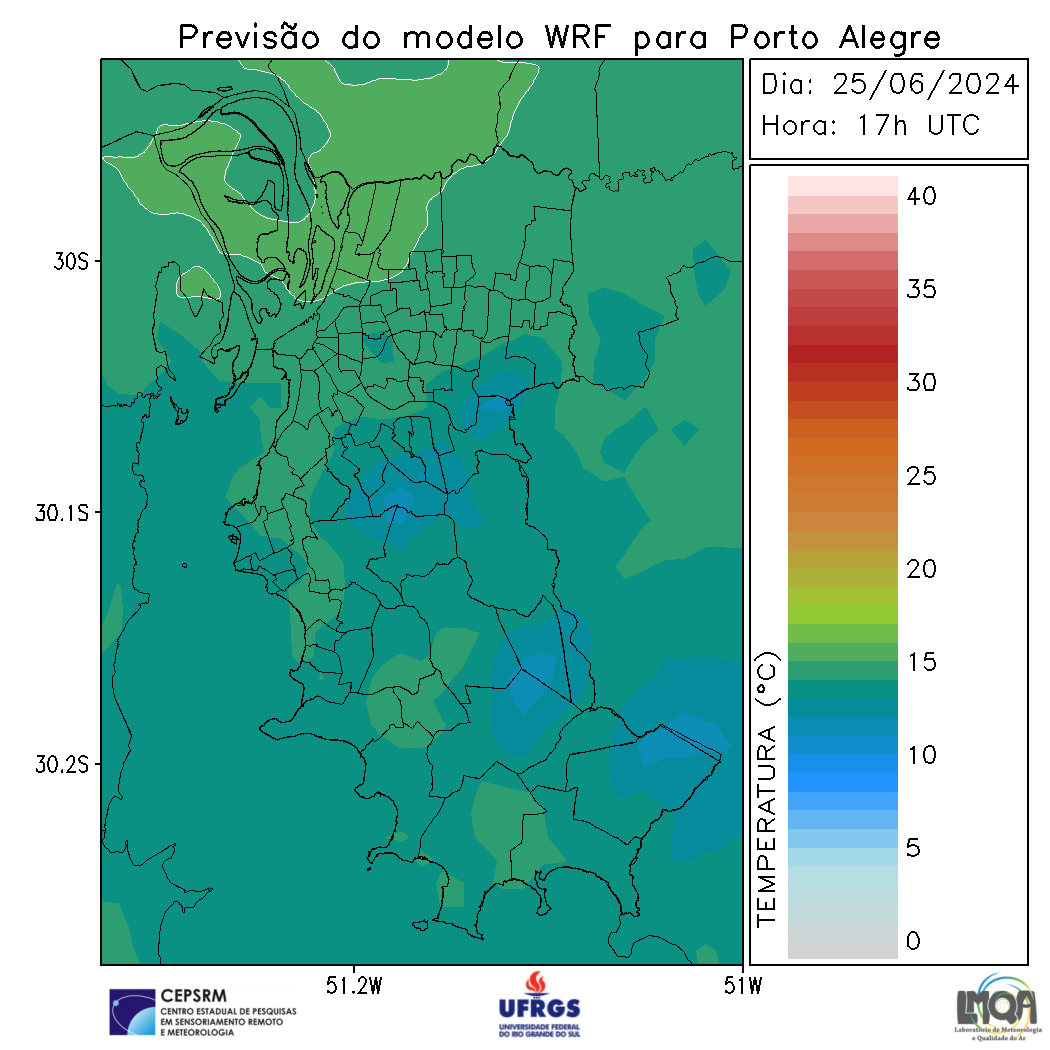 Previsão do modelo WRF para Porto Alegre
Dia: 25/06/2024
Hora: 17h UTC
40
35
30
25
20
15
10
5
0
TEMPERATURA (°C)
30S
30.1S
30.2S
51.2W
51W
CEPSRM
CENTRO ESTADUAL DE PESQUISAS
EM SENSORIAMENTO REMOTO
E METEOROLOGIA
UFRGS
UNIVERSIDADE FEDERAL
DO RIO GRANDE DO SUL
LMQA
Laboratório de Meteorologia
e Qualidade do Ar